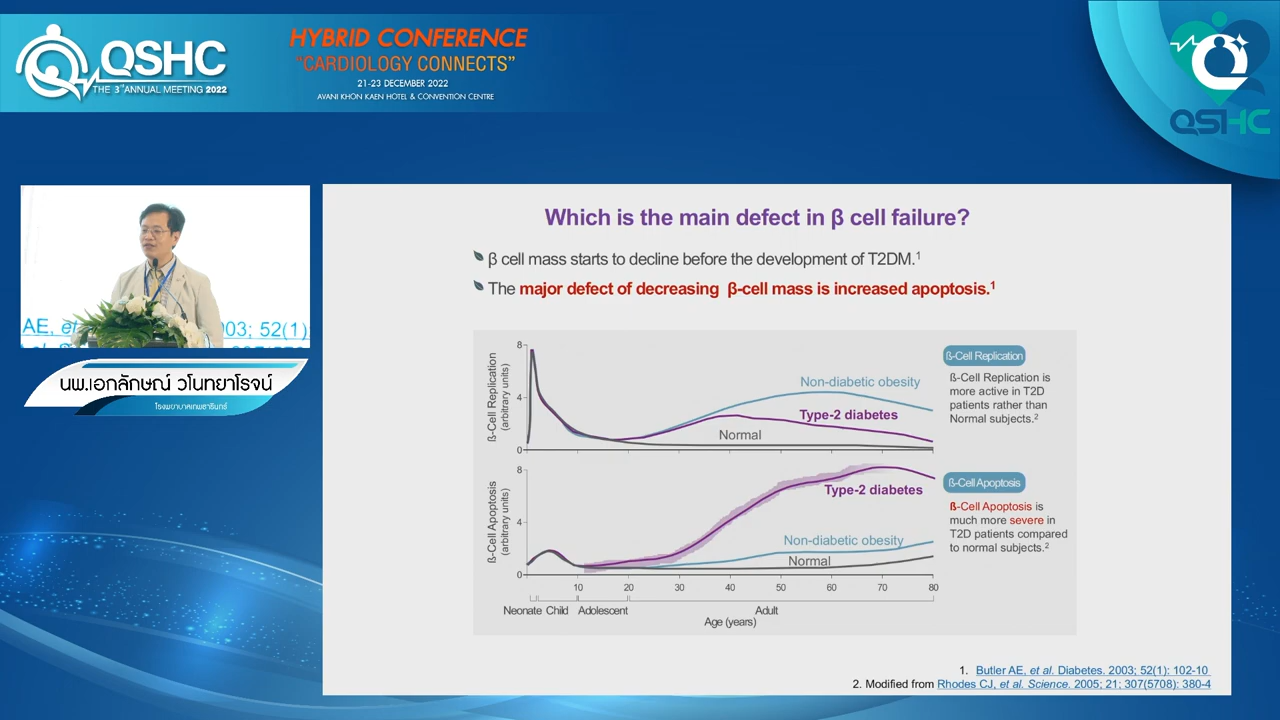 QSHC
THE 3rd ANNUAL MEETING 2022
HYBRID CONFERENCE
"CARDIOLOGY CONNECTS"
21-23 DECEMBER 2022
AVANI KHON KAEN HOTEL & CONVENTION CENTRE
QSHC
AE, et
03; 52(1):
นพ.เอกลักษณ์ วโนทยาโรจน์
โรงพยาบาลเทพธารินทร์
Which is the main defect in β cell failure?
β cell mass starts to decline before the development of T2DM.1
The major defect of decreasing β-cell mass is increased apoptosis.1
ß-Cell Replication
(arbitrary units)
8
4
0
Non-diabetic obesity
Type-2 diabetes
Normal
ß-Cell Replication
ß-Cell Replication is
more active in T2D
patients rather than
Normal subjects.2
ß-Cell Apoptosis
(arbitrary units)
8
4
0
Type-2 diabetes
Non-diabetic obesity
Normal
ß-Cell Apoptosis
ß-Cell Apoptosis is
much more severe in
T2D patients compared
to normal subjects.2
10 20 30 40 50 60 70 80
Neonate Child Adolescent Adult
Age (years)
1. Butler AE, et al. Diabetes. 2003; 52(1): 102-10
2. Modified from Rhodes CJ, et al. Science. 2005; 21; 307(5708): 380-4